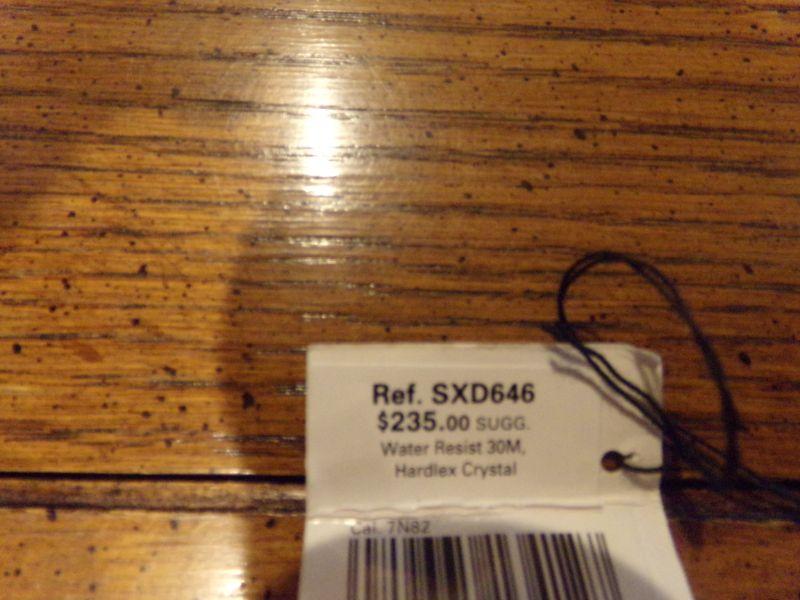 Ref. SXD646
$235.00 SUGG.
Water Resist 30M,
Hardlex Crystal
Cal. 7N82